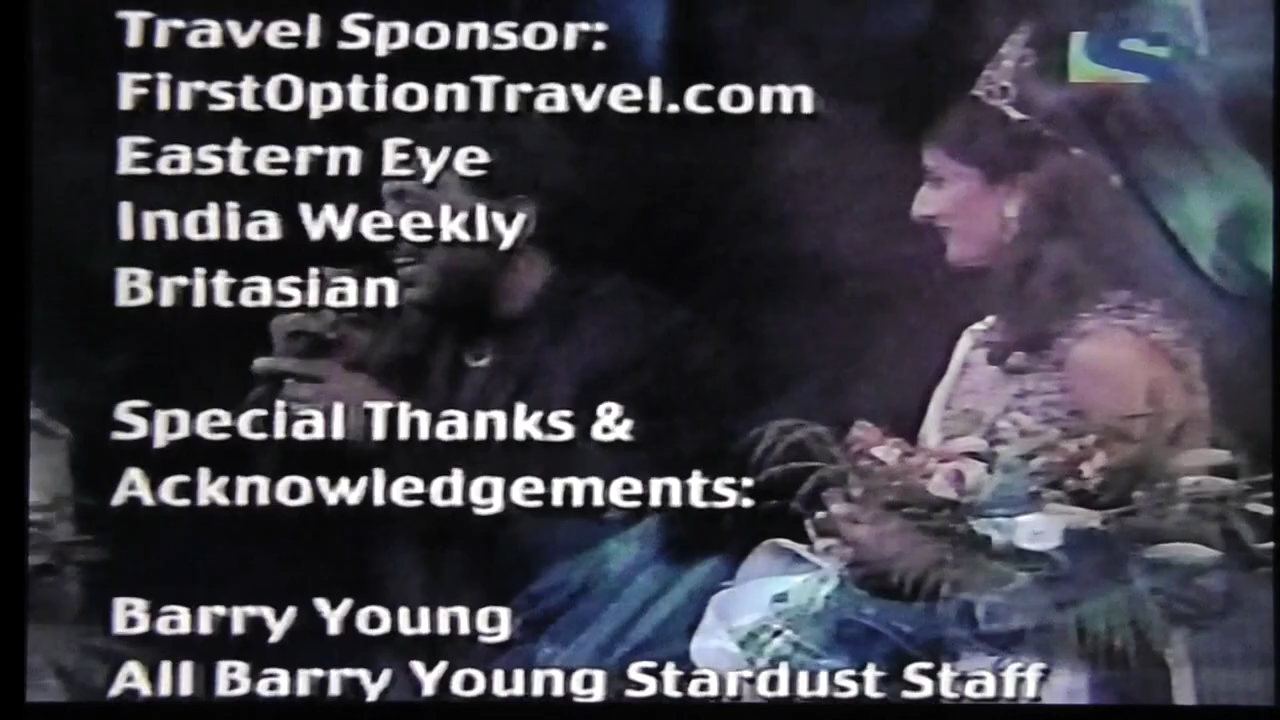 Travel Sponsor:
FirstOptionTravel.com
Eastern Eye
India Weekly
Britasian
Special Thanks &
Acknowledgements:
Barry Young
All Barry Young Stardust Staff